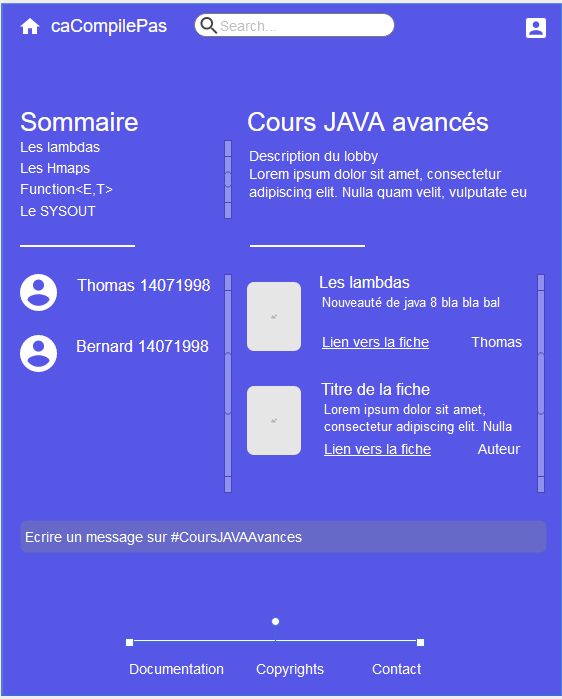 caCompilePas
Search...
Sommaire
Les lambdas
Les Hmaps
Function<E,T>
Le SYSOUT
Cours JAVA avancés
Description du lobby
Lorem ipsum dolor sit amet, consectetur
adipiscing elit. Nulla quam velit, vulputate eu
Thomas 14071998
Bernard 14071998
Les lambdas
Nouveauté de java 8 bla bla bal
Lien vers la fiche
Thomas
Titre de la fiche
Lorem ipsum dolor sit amet,
consectetur adipiscing elit. Nulla
Lien vers la fiche
Auteur
Ecrire un message sur #CoursJAVAAvances
Documentation
Copyrights
Contact